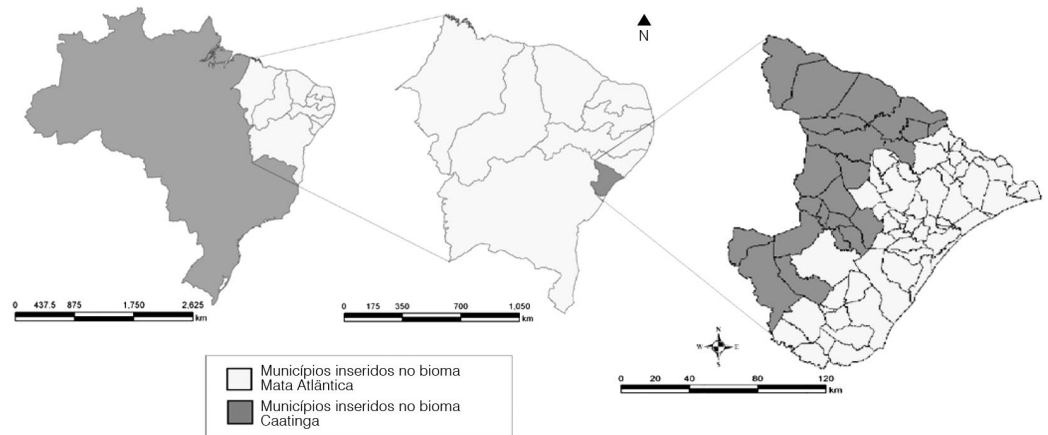 N
0 437.5 875 1,750 2,625
km
0 175 350 700 1,050
km
N
W E
S
0 20 40 80 120
km
Municípios inseridos no bioma
Mata Atlântica
Municípios inseridos no bioma
Caatinga